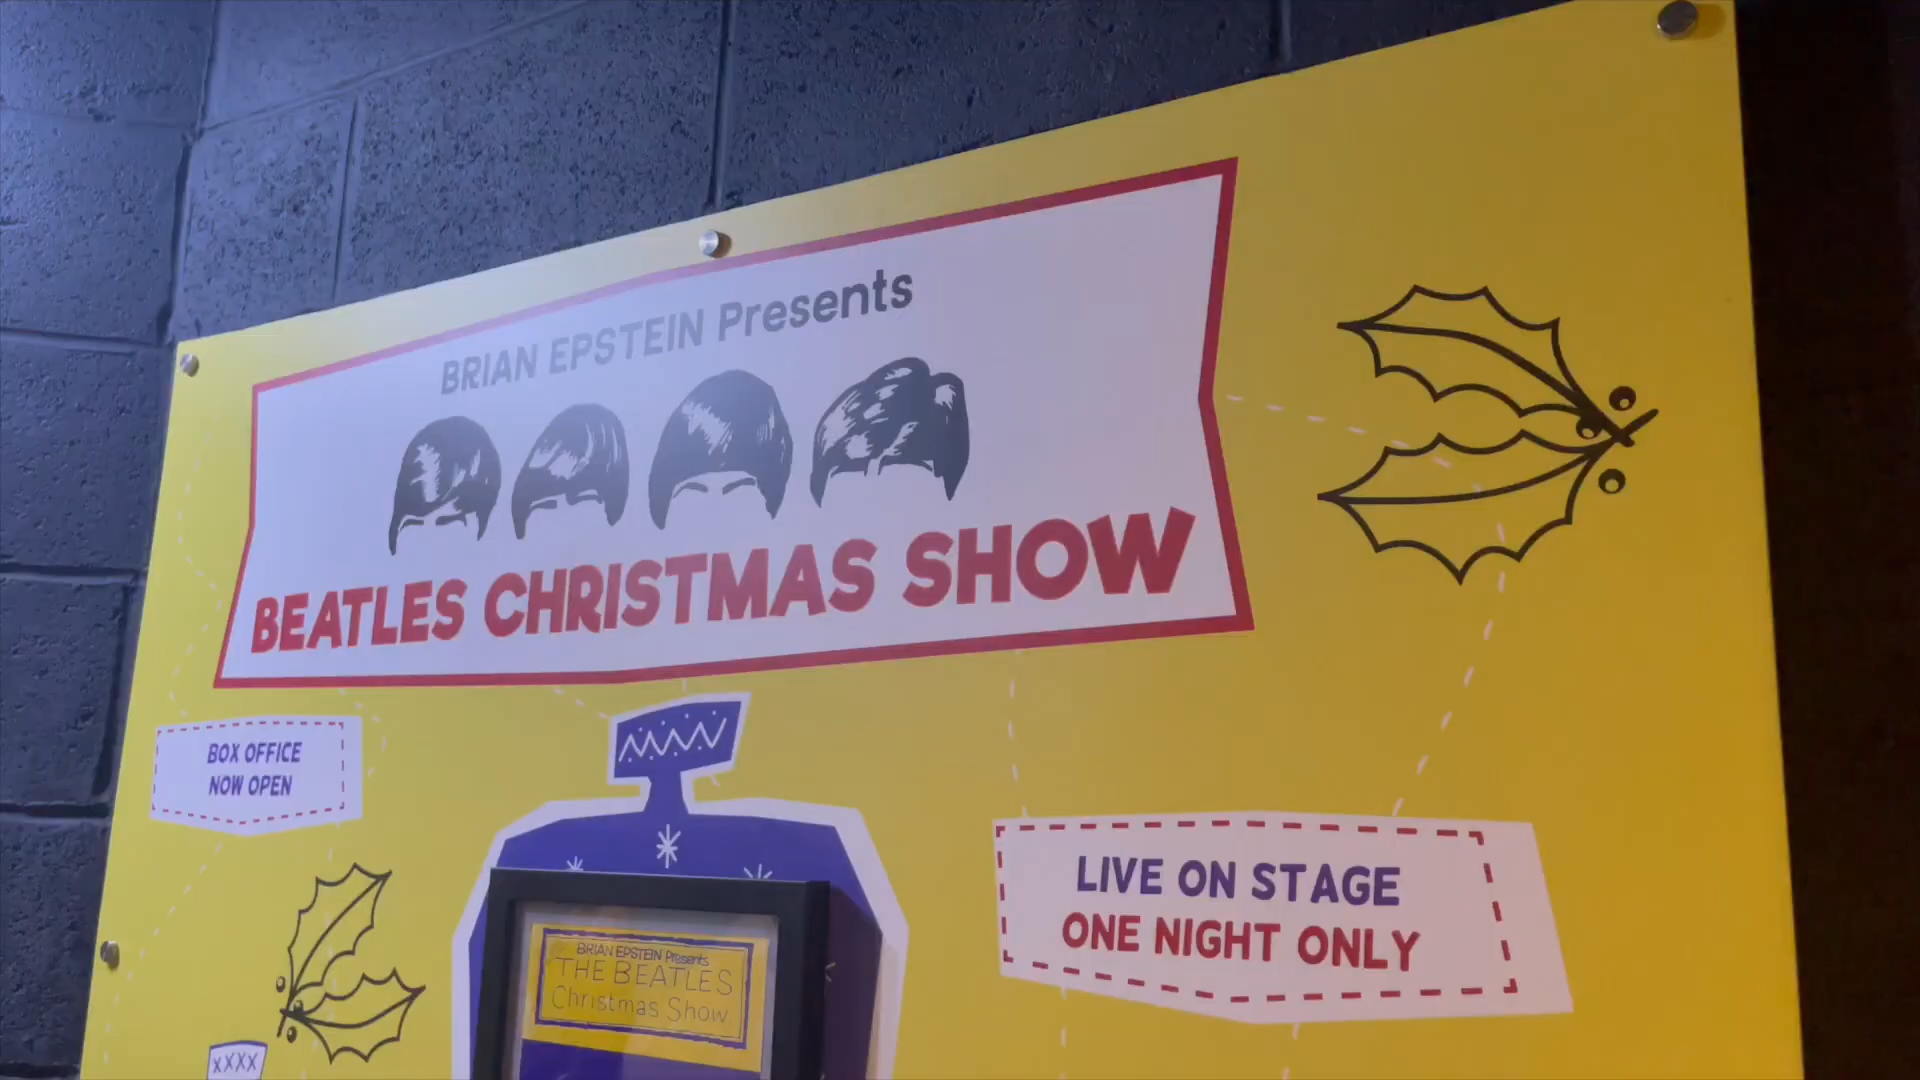 BRIAN EPSTEIN Presents
BEATLES CHRISTMAS SHOW
BOX OFFICE
NOW OPEN
LIVE ON STAGE
ONE NIGHT ONLY
BRIAN EPSTEIN Presents
THE BEATLES
Christmas Show
XXXX